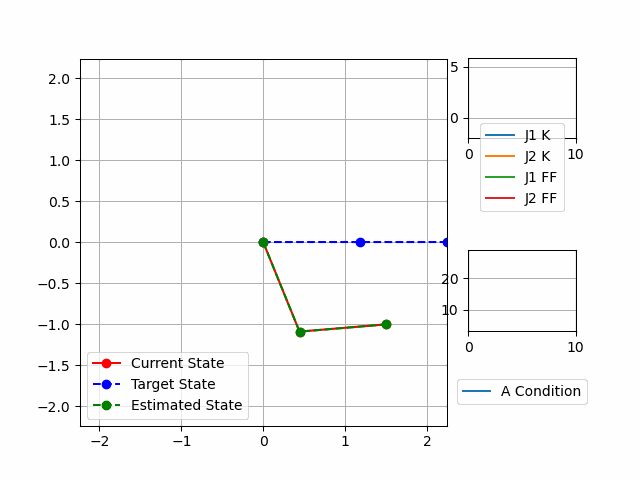 2.0
1.5
1.0
0.5
0.0
−0.5
−1.0
−1.5
−2.0
−2
−1
0
1
2
Current State
Target State
Estimated State
5
0
0
10
J1 K
J2 K
J1 FF
J2 FF
20
10
0
10
A Condition